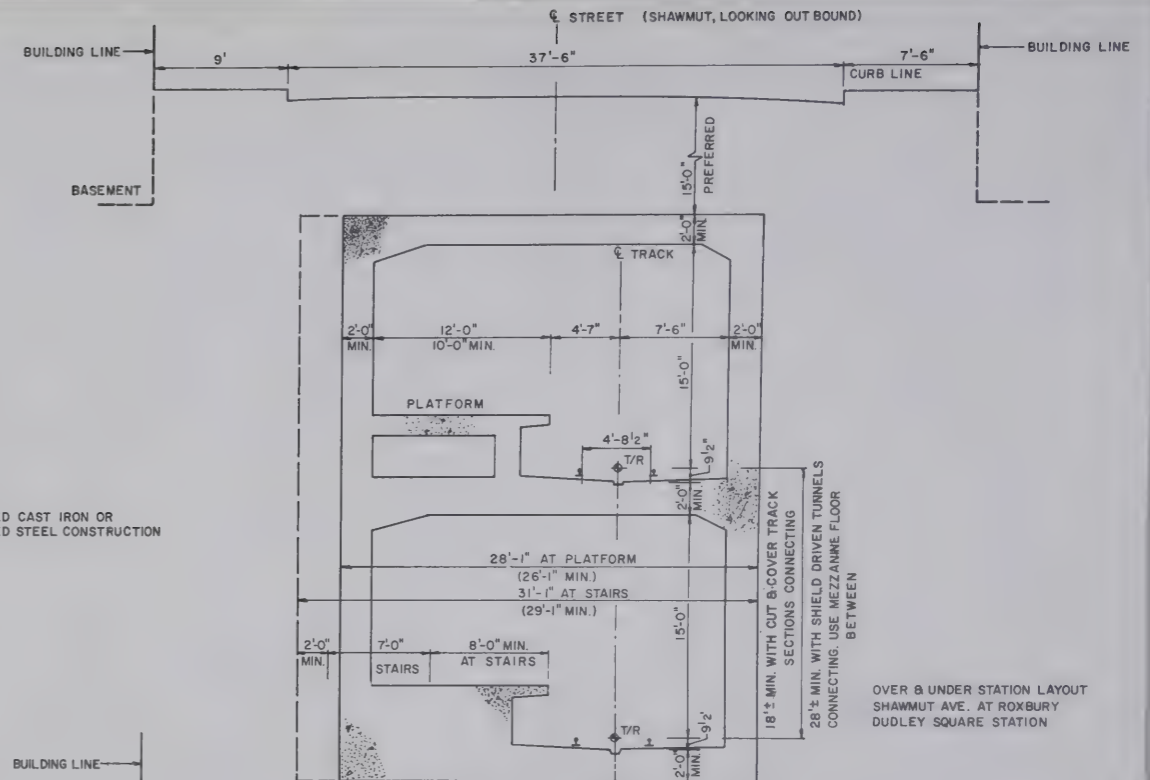 ℄ STREET (SHAWMUT, LOOKING OUT BOUND)
BUILDING LINE
BUILDING LINE
9'
37'-6"
7'-6"
CURB LINE
BASEMENT
15'-0"
PREFERRED
2'-0"
MIN.
℄ TRACK
2'-0"
MIN.
12'-0"
10'-0" MIN.
4'-7"
7'-6"
2'-0"
MIN.
15'-0"
PLATFORM
4'-8½"
T/R
9½"
2'-0"
MIN
D CAST IRON OR
D STEEL CONSTRUCTION
28'-1" AT PLATFORM
(26'-1" MIN.)
31'-1" AT STAIRS
(29'-1" MIN.)
2'-0"
MIN.
7'-0"
STAIRS
8'-0" MIN.
AT STAIRS
15'-0"
18'± MIN. WITH CUT & COVER TRACK
SECTIONS CONNECTING
28'± MIN. WITH SHIELD DRIVEN TUNNELS
CONNECTING. USE MEZZANINE FLOOR
BETWEEN
OVER & UNDER STATION LAYOUT
SHAWMUT AVE. AT ROXBURY
DUDLEY SQUARE STATION
T/R
9½'
2'-0"
MIN.
BUILDING LINE